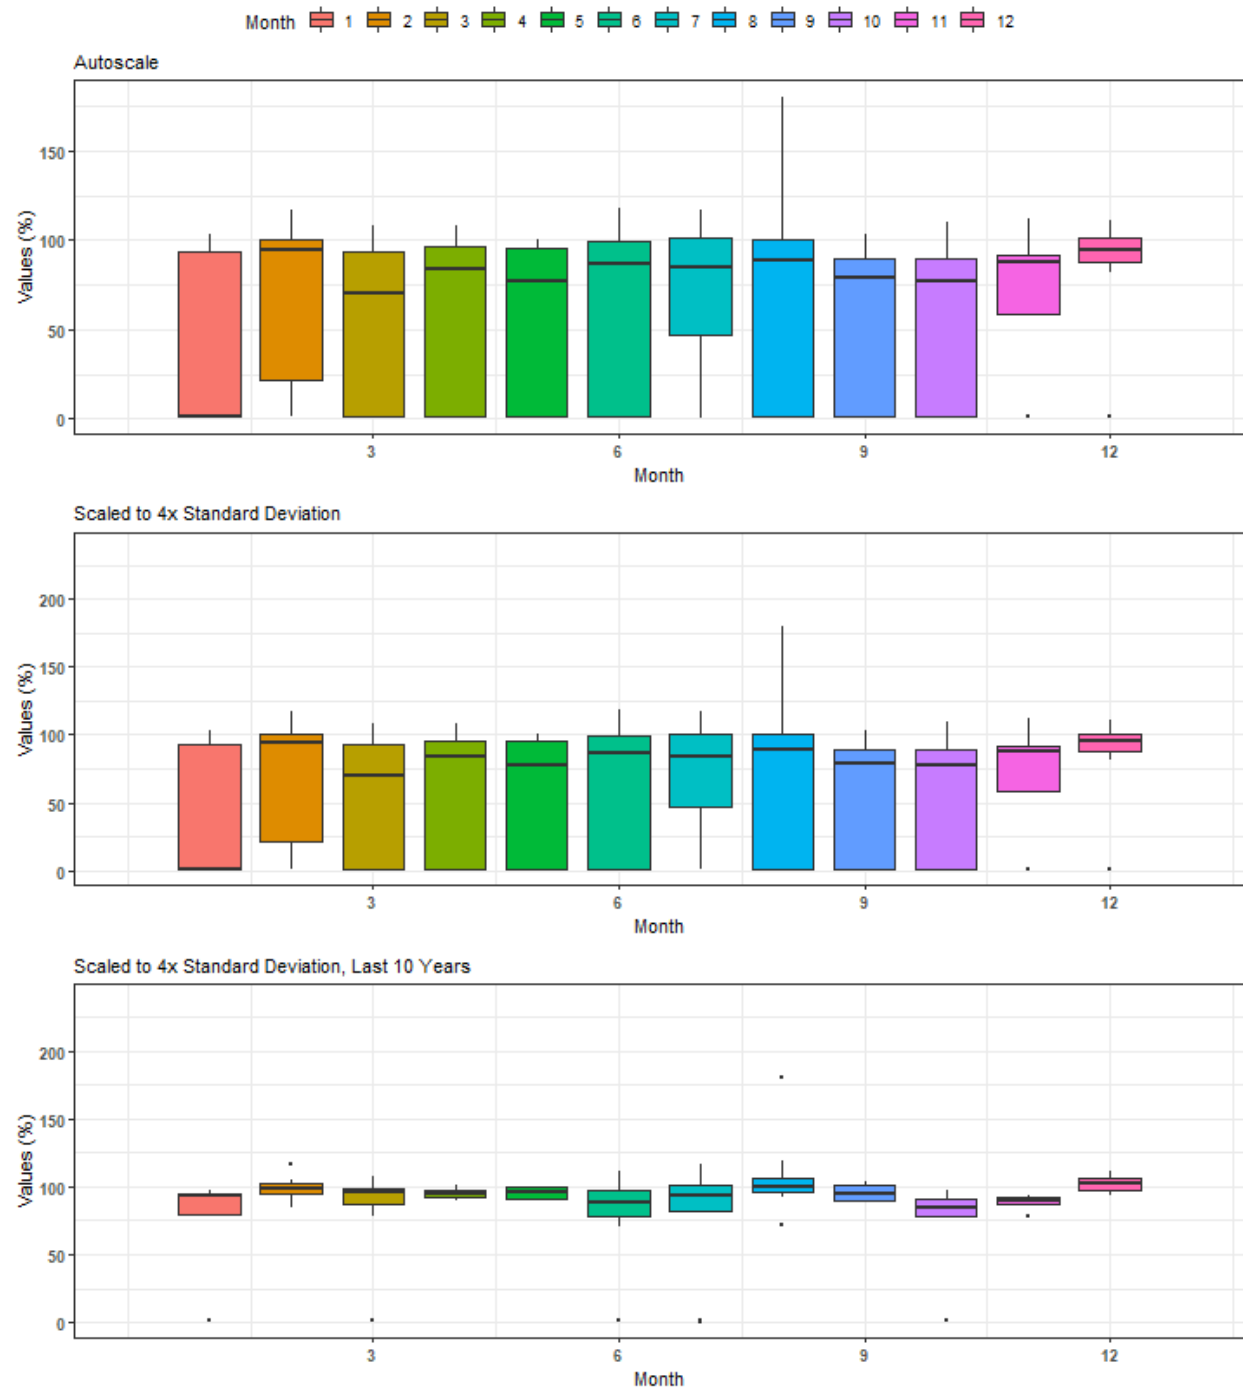 Month 1 2 3 4 5 6 7 8 9 10 11 12
Autoscale
Values (%)
150
100
50
0
3 6 9 12
Month
Scaled to 4x Standard Deviation
Values (%)
200
150
100
50
0
3 6 9 12
Month
Scaled to 4x Standard Deviation, Last 10 Years
Values (%)
200
150
100
50
0
3 6 9 12
Month